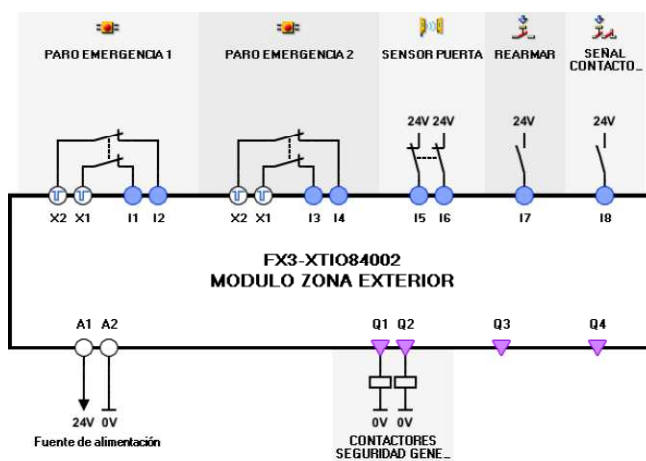 PARO EMERGENCIA 1 PARO EMERGENCIA 2 SENSOR PUERTA REARMAR SEÑAL
CONTACTO...
24V 24V 24V 24V
X2 X1 I1 I2 X2 X1 I3 I4 I5 I6 I7 I8
FX3-XTIO84002
MODULO ZONA EXTERIOR
A1 A2 Q1 Q2 Q3 Q4
24V 0V 0V 0V
Fuente de alimentación CONTACTORES
SEGURIDAD GENE...